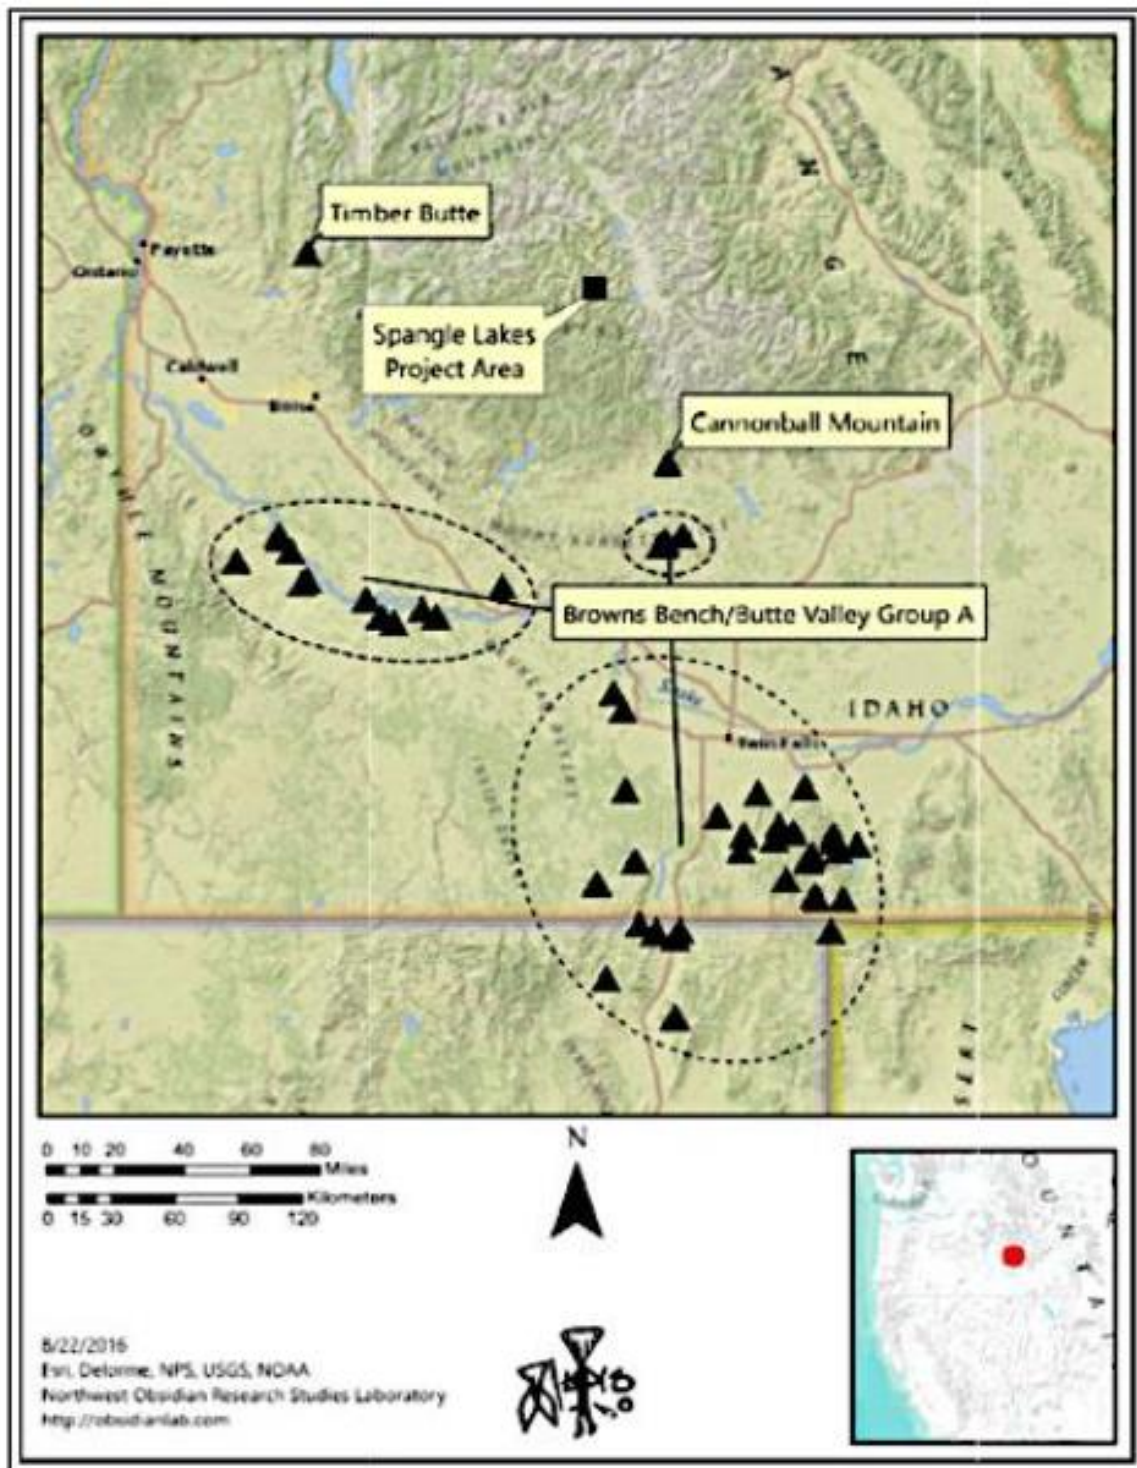 Timber Butte
Payette
Ontario
Spangle Lakes
Project Area
Caldwell
Boise
Cannonball Mountain
Browns Bench/Butte Valley Group A
Snake
IDAHO
Twin Falls
MOUNTAINS
N
0 10 20 40 60 80
Miles
Kilometers
0 15 30 60 90 120
8/22/2016
Esri, Delorme, NPS, USGS, NOAA
Northwest Obsidian Research Studies Laboratory
http://obsidianlab.com